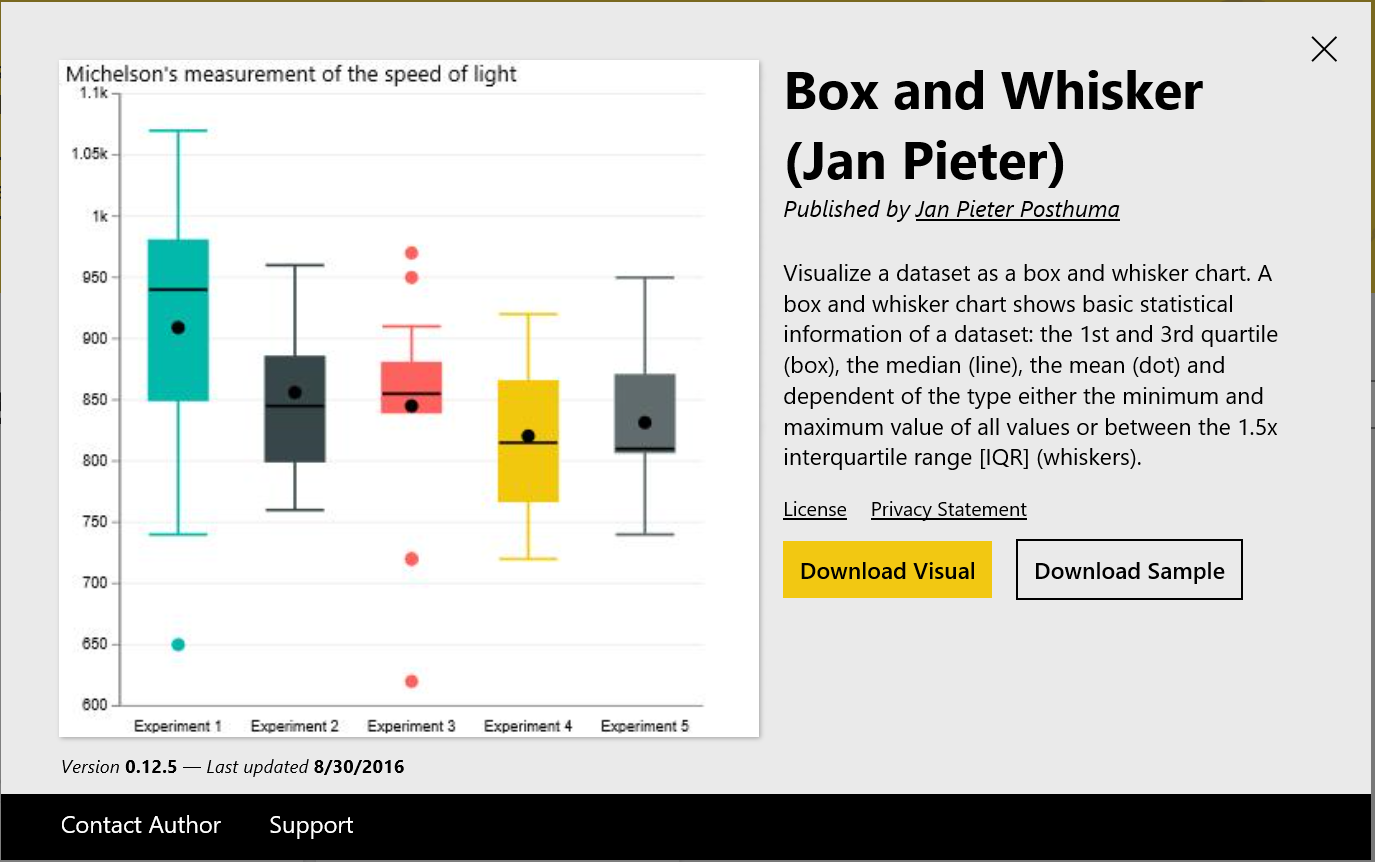 Michelson's measurement of the speed of light
1.1k
1.05k
1k
950
900
850
800
750
700
650
600
Experiment 1 Experiment 2 Experiment 3 Experiment 4 Experiment 5
Version 0.12.5 — Last updated 8/30/2016
Box and Whisker
(Jan Pieter)
Published by Jan Pieter Posthuma
Visualize a dataset as a box and whisker chart. A
box and whisker chart shows basic statistical
information of a dataset: the 1st and 3rd quartile
(box), the median (line), the mean (dot) and
dependent of the type either the minimum and
maximum value of all values or between the 1.5x
interquartile range [IQR] (whiskers).
License Privacy Statement
Download Visual Download Sample
Contact Author Support